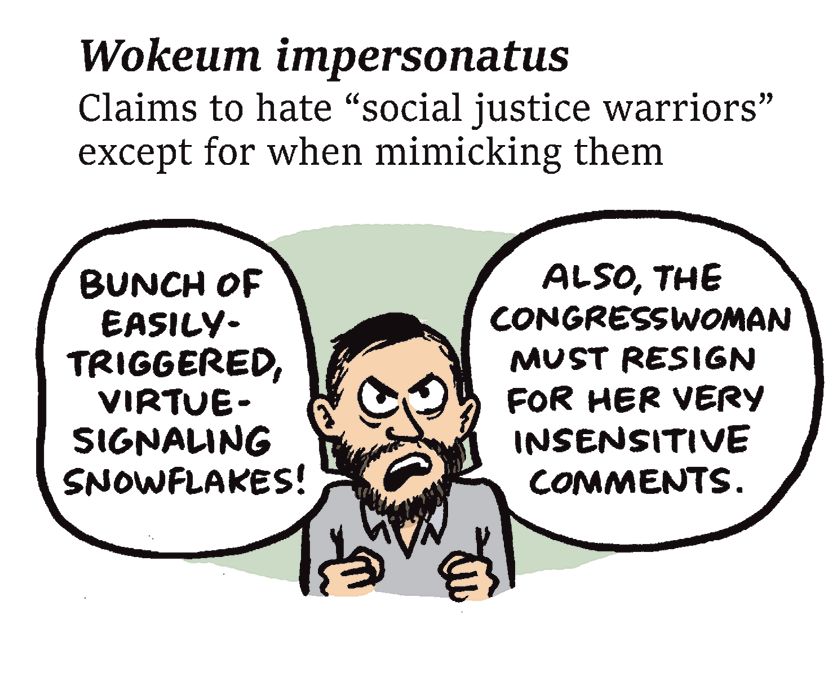 Wokeum impersonatus
Claims to hate “social justice warriors”
except for when mimicking them
BUNCH OF
EASILY-
TRIGGERED,
VIRTUE-
SIGNALING
SNOWFLAKES!
ALSO, THE
CONGRESSWOMAN
MUST RESIGN
FOR HER VERY
INSENSITIVE
COMMENTS.